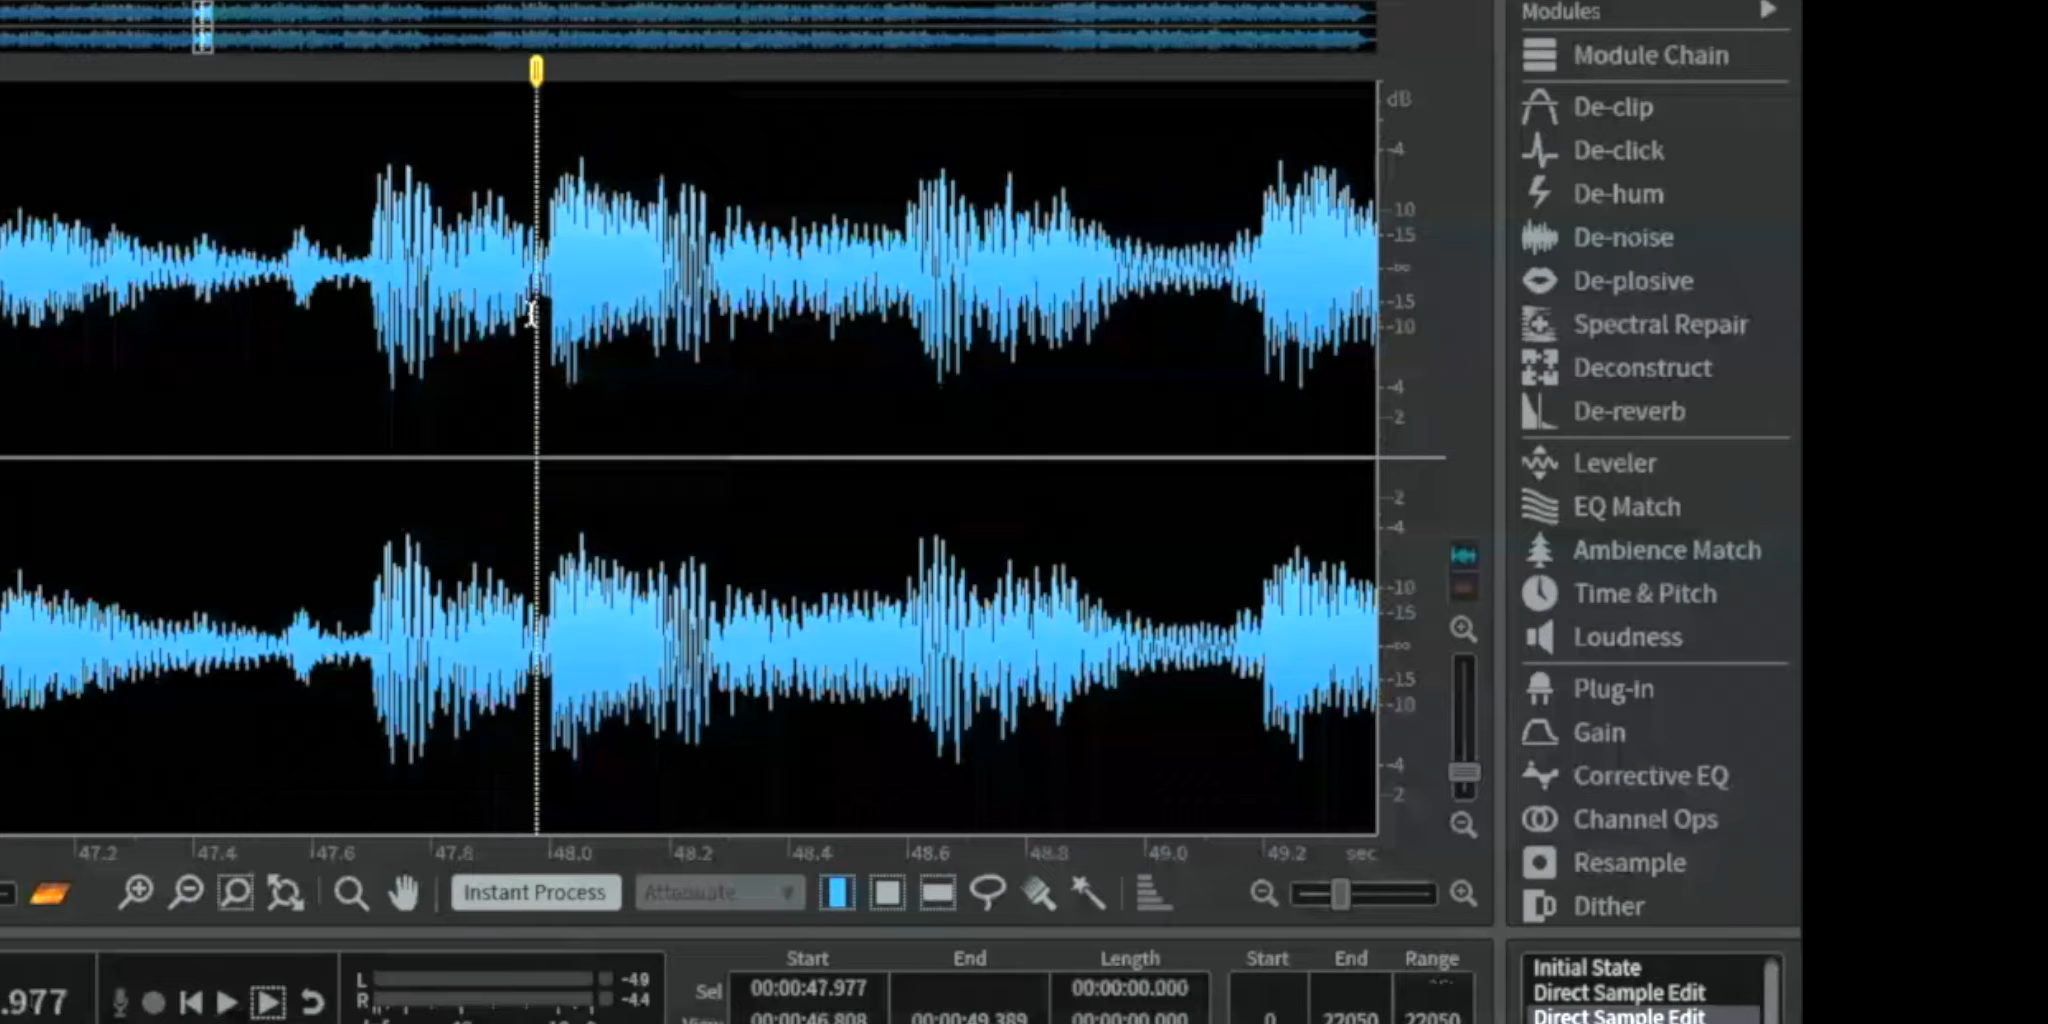 Modules
Module Chain
De-clip
De-click
De-hum
De-noise
De-plosive
Spectral Repair
Deconstruct
De-reverb
Leveler
EQ Match
Ambience Match
Time & Pitch
Loudness
Plug-in
Gain
Corrective EQ
Channel Ops
Resample
Dither
dB
-4
-10
-15
-∞
-15
-10
-4
-2
-2
-4
-10
-15
-∞
-15
-10
-4
-2
47.2 47.4 47.6 47.8 48.0 48.2 48.4 48.6 48.8 49.0 49.2 sec
Instant Process Attenuate
Start End Length Start End Range
.977
L -49
R -44
Sel 00:00:47.977 00:00:00.000
View 00:00:46.808 00:00:49.389 00:00:00.000 0 22050 22050
Initial State
Direct Sample Edit
Direct Sample Edit